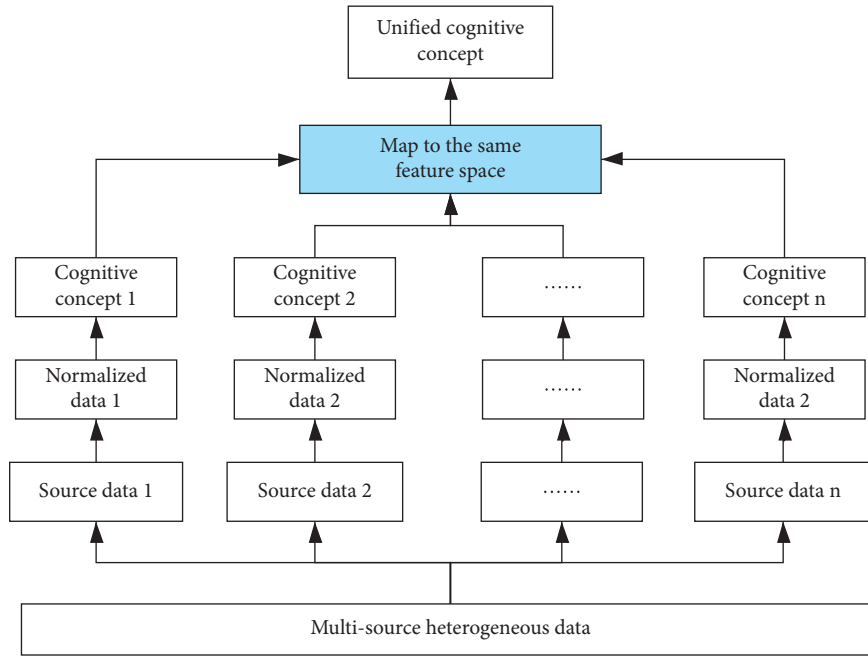 Unified cognitive
concept
Map to the same
feature space
Cognitive
concept 1
Cognitive
concept 2
......
Cognitive
concept n
Normalized
data 1
Normalized
data 2
......
Normalized
data 2
Source data 1
Source data 2
......
Source data n
Multi-source heterogeneous data